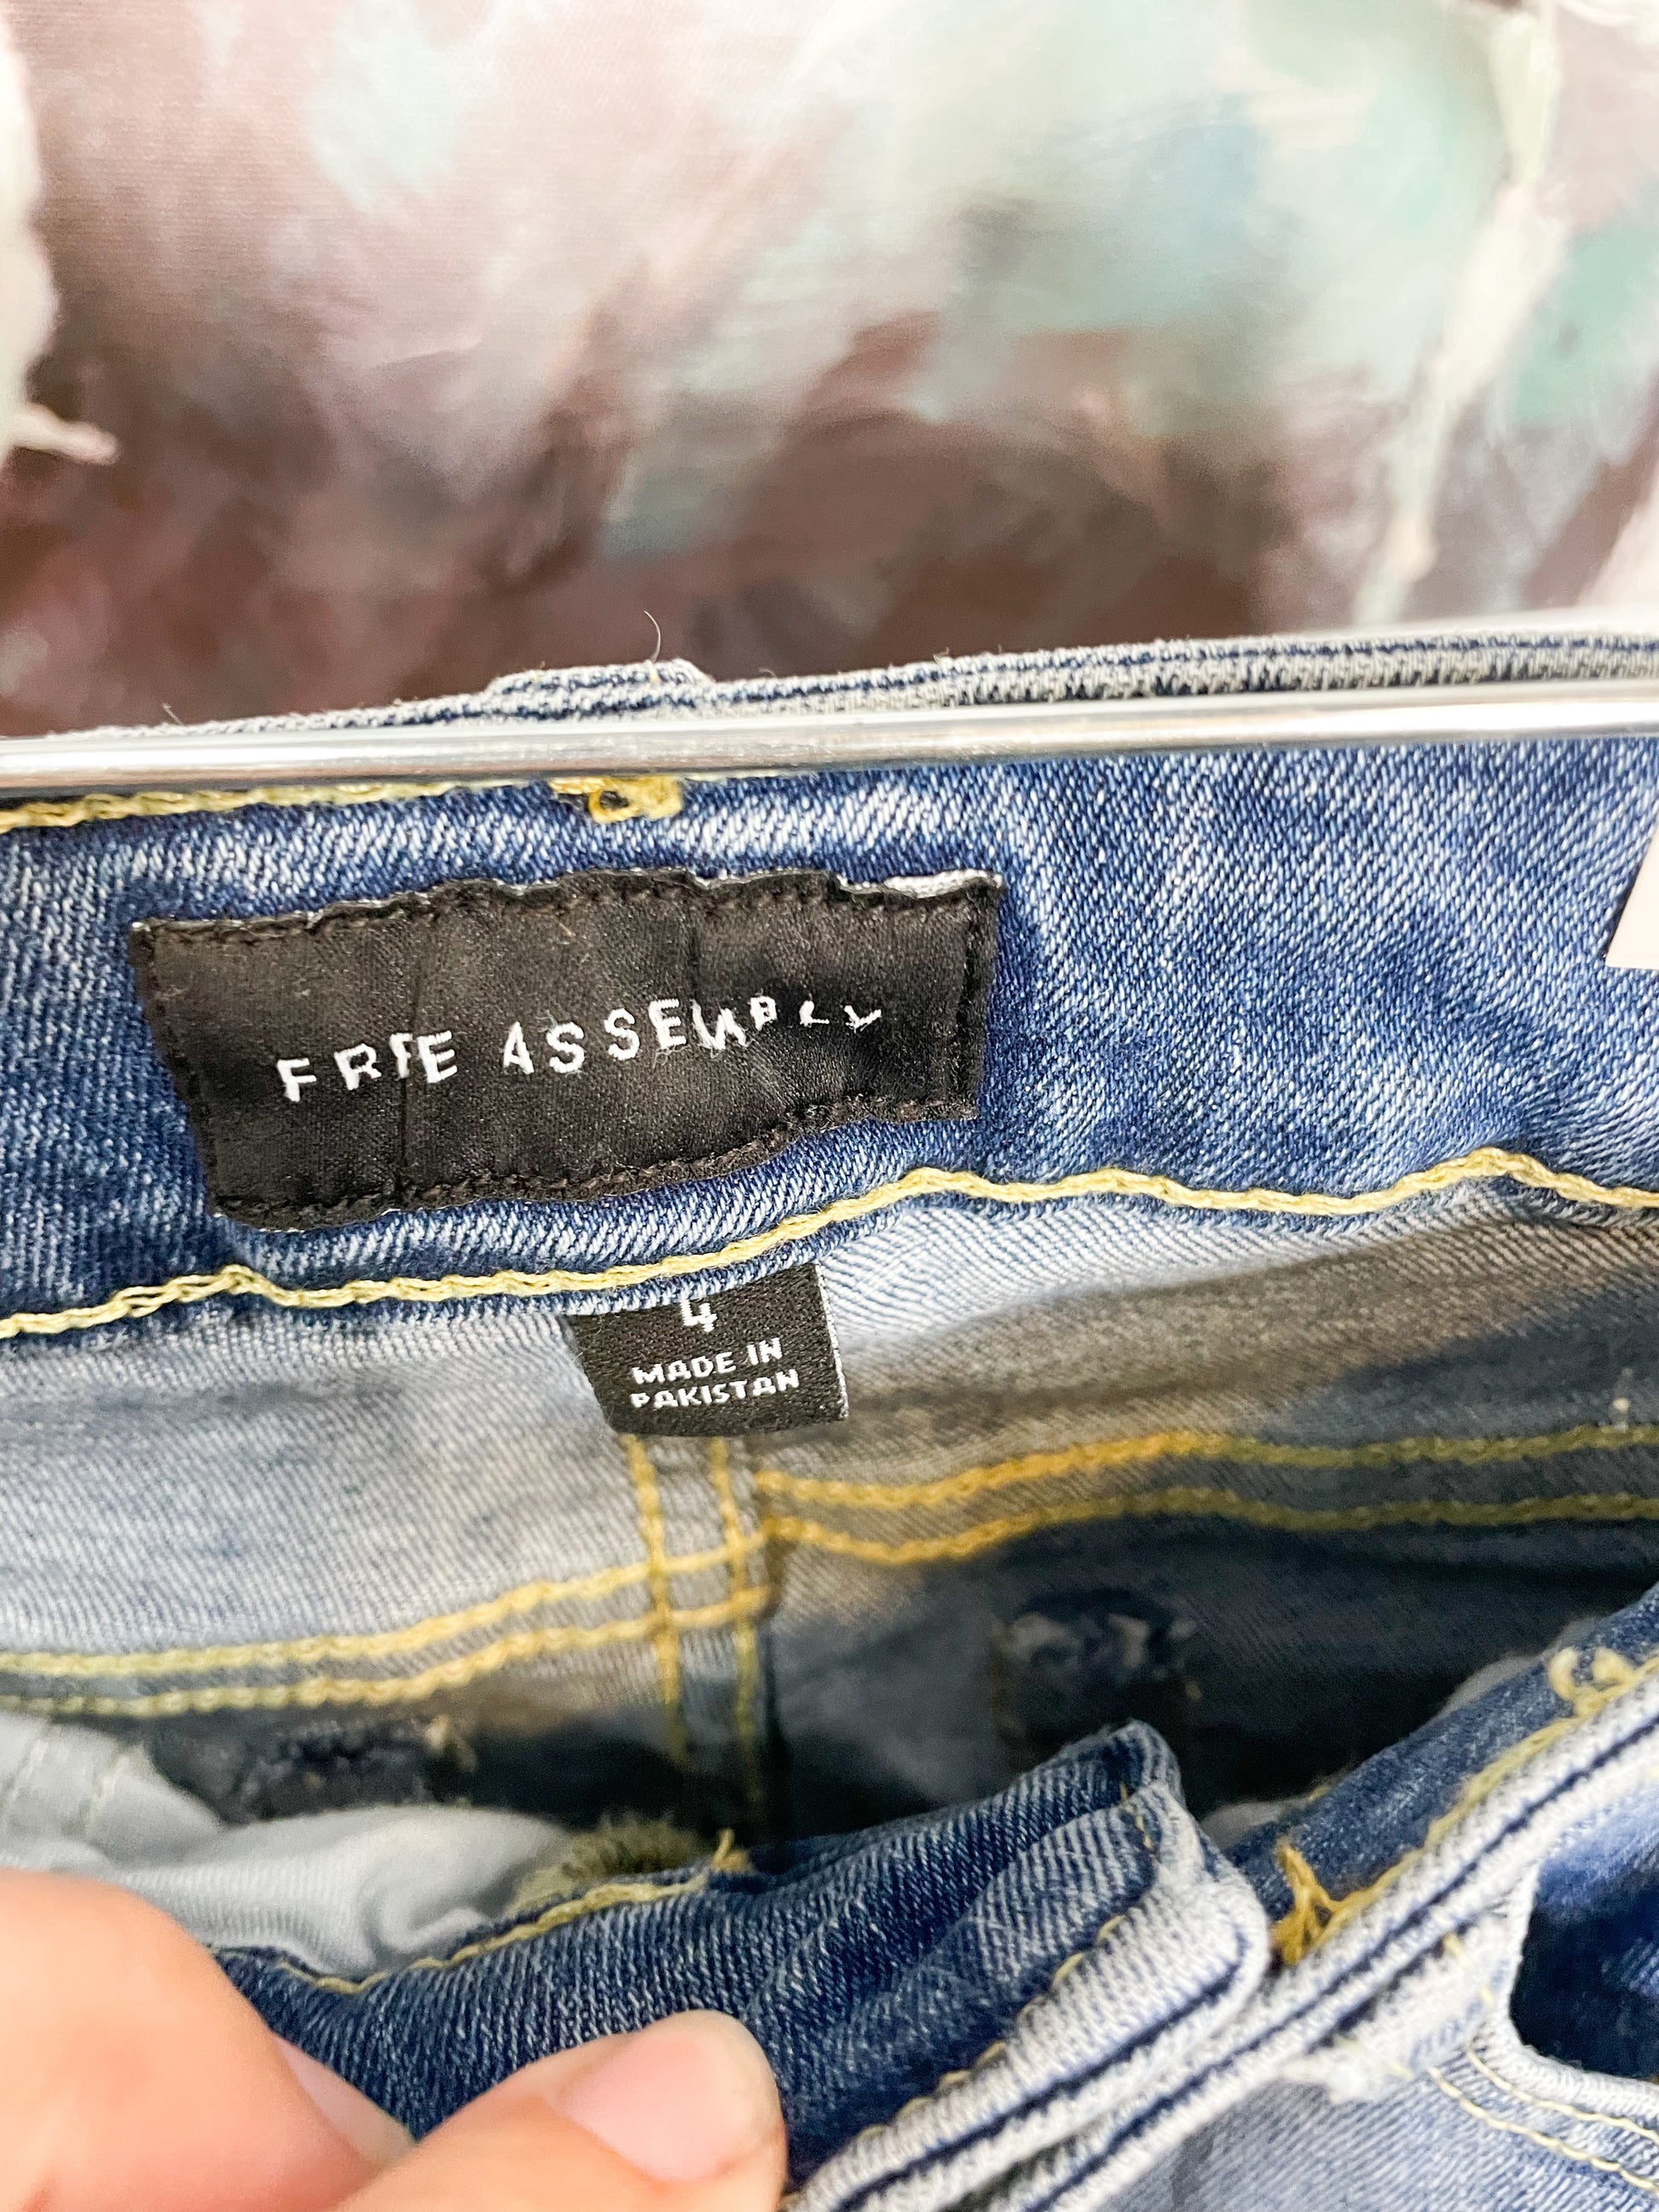 FREE ASSEMBLY
4
MADE IN
PAKISTAN